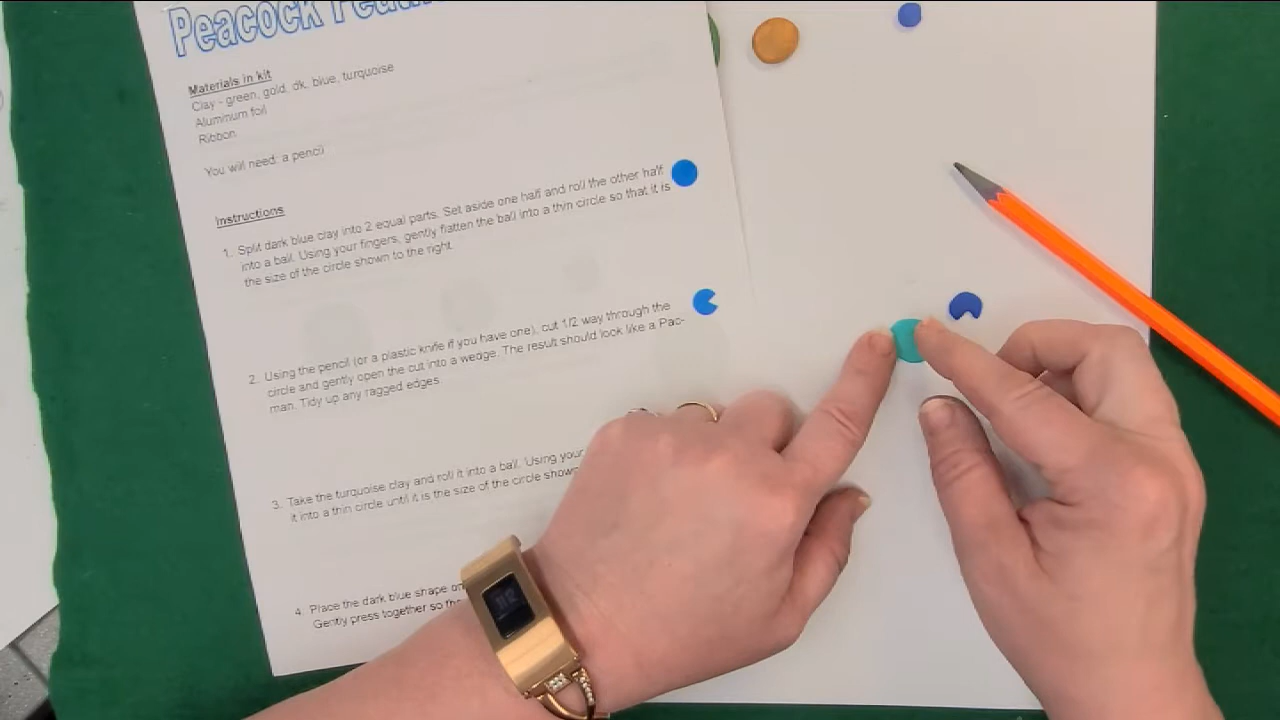 Peacock
Materials in kit
Clay - green, gold, dk, blue, turquoise
Aluminum foil
Ribbon
You will need: a pencil
Instructions
1. Split dark blue clay into 2 equal parts. Set aside one half and roll the other half
into a ball. Using your fingers, gently flatten the ball into a thin circle so that it is
the size of the circle shown to the right.
2. Using the pencil (or a plastic knife if you have one), cut 1/2 way through the
circle and gently open the cut into a wedge. The result should look like a Pac-
man. Tidy up any ragged edges.
3. Take the turquoise clay and roll it into a ball. Using your
it into a thin circle until it is the size of the circle shown
4. Place the dark blue shape on
Gently press together so